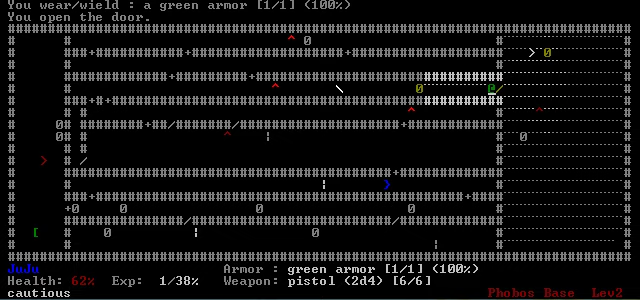 You wear/wield : a green armor [1/1] (100%)
You open the door.
JuJu Armor : green armor [1/1] (100%)
Health: 62% Exp: 1/38% Weapon: pistol (2d4) [6/6]
cautious Phobos Base Lev2